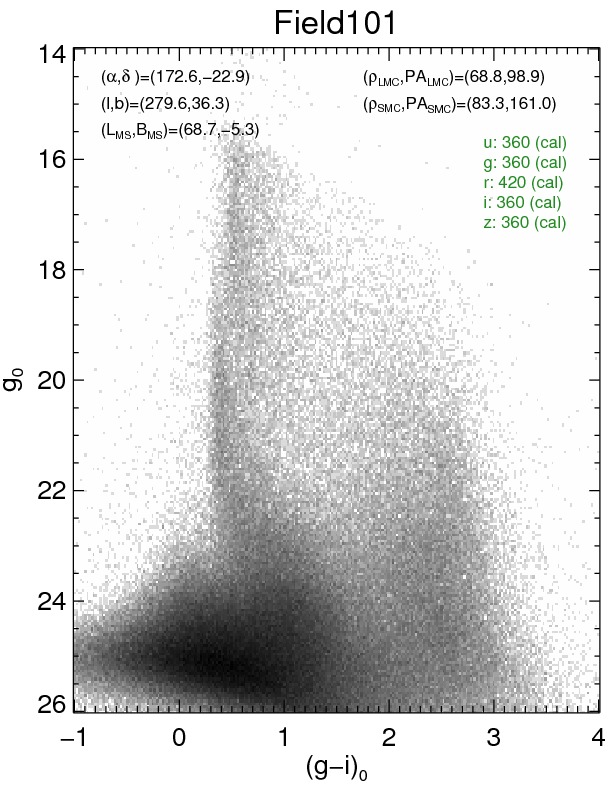 Field101
(α,δ )=(172.6,−22.9)
(ρLMC,PALMC)=(68.8,98.9)
(l,b)=(279.6,36.3)
(ρSMC,PASMC)=(83.3,161.0)
(LMS,BMS)=(68.7,−5.3)
u: 360 (cal)
g: 360 (cal)
r: 420 (cal)
i: 360 (cal)
z: 360 (cal)
14
16
18
20
22
24
26
g0
−1 0 1 2 3 4
(g−i)0